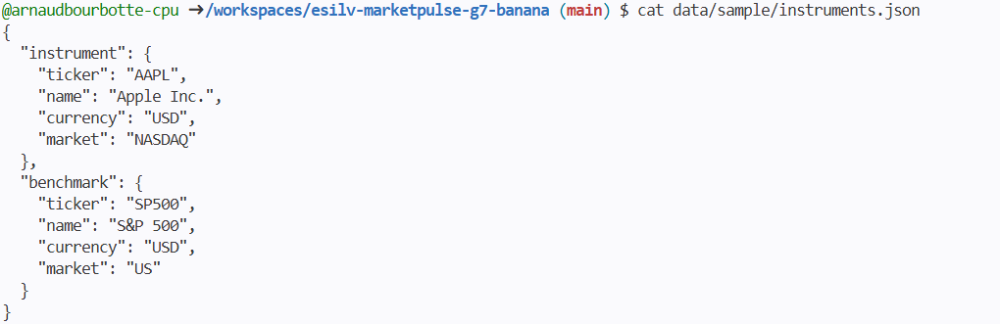 @arnaudbourbotte-cpu ➜/workspaces/esilv-marketpulse-g7-banana (main) $ cat data/sample/instruments.json
{
  "instrument": {
    "ticker": "AAPL",
    "name": "Apple Inc.",
    "currency": "USD",
    "market": "NASDAQ"
  },
  "benchmark": {
    "ticker": "SP500",
    "name": "S&P 500",
    "currency": "USD",
    "market": "US"
  }
}